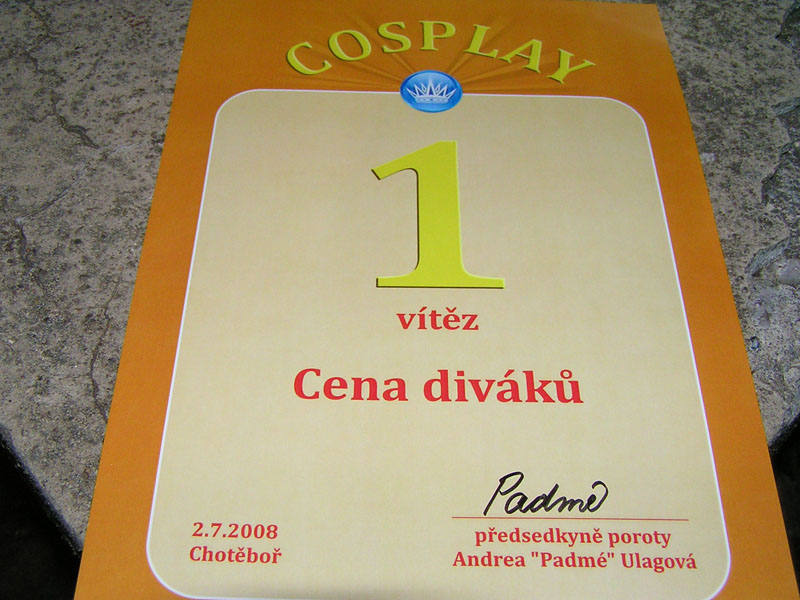 COSPLAY
1
vítěz
Cena diváků
Padmé
2.7.2008
Chotěboř
předsedkyně poroty
Andrea "Padmé" Ulagová